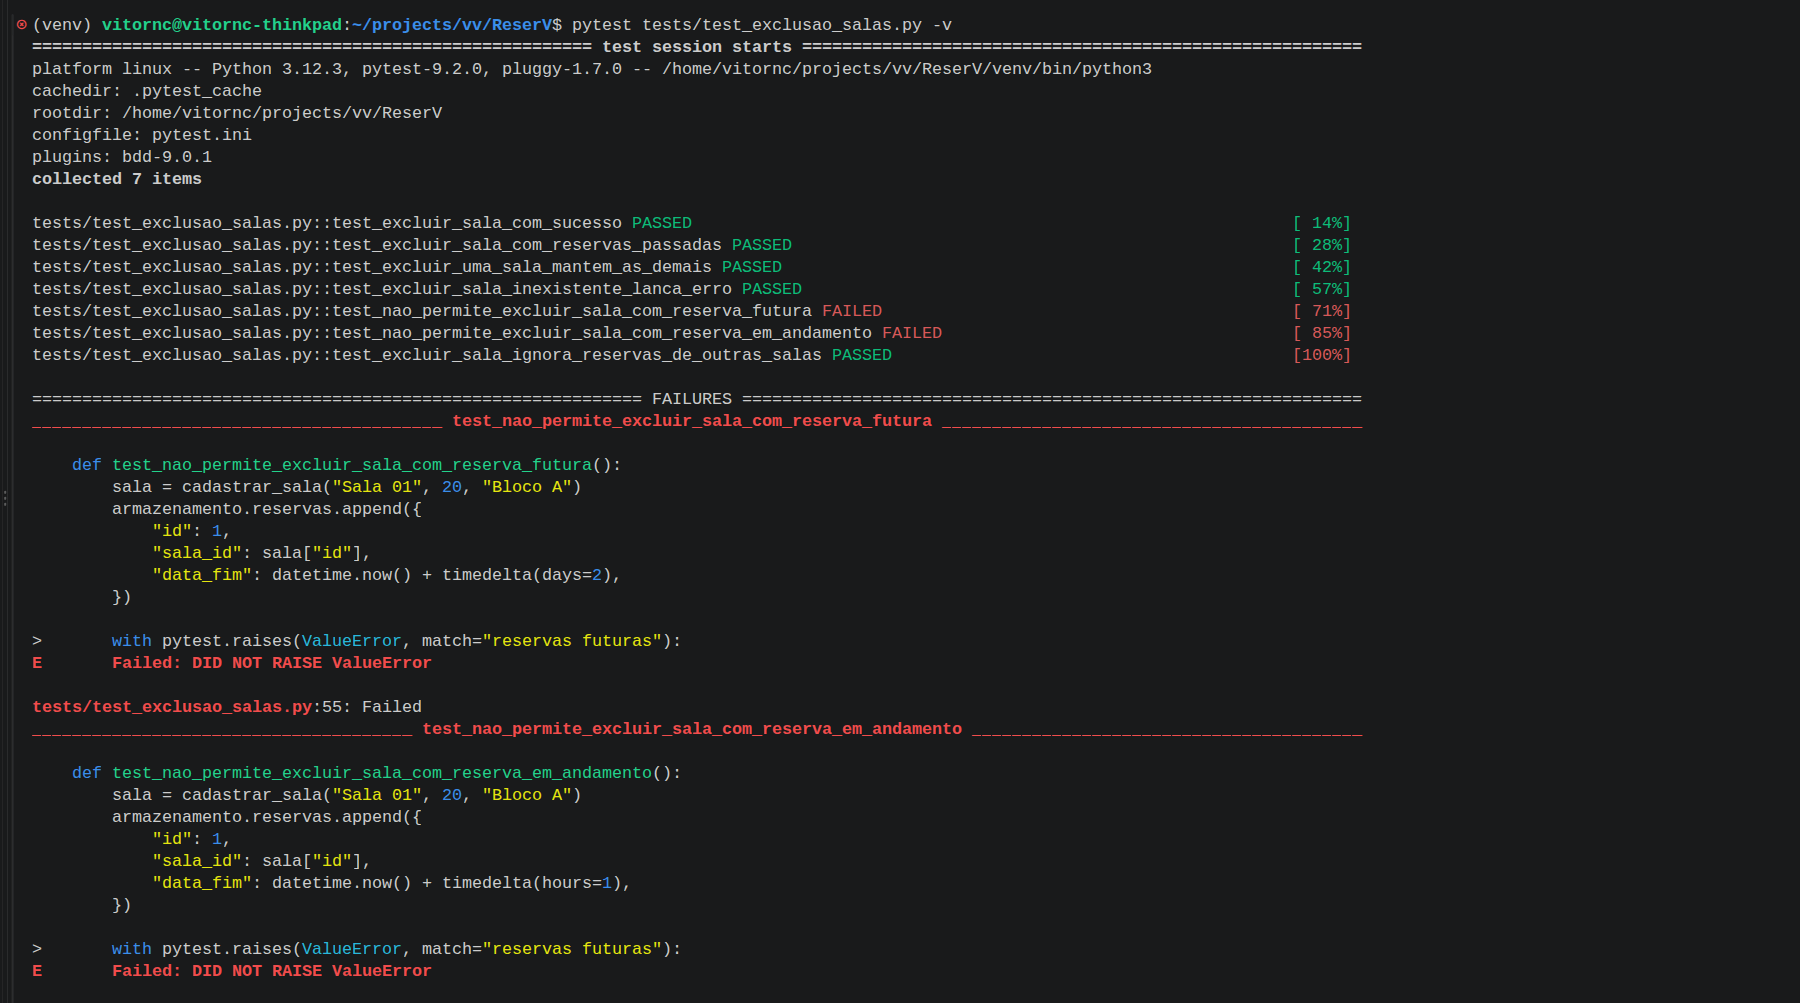 (venv) vitornc@vitornc-thinkpad:~/projects/vv/ReserV$ pytest tests/test_exclusao_salas.py -v
======================================================== test session starts ========================================================
platform linux -- Python 3.12.3, pytest-9.2.0, pluggy-1.7.0 -- /home/vitornc/projects/vv/ReserV/venv/bin/python3
cachedir: .pytest_cache
rootdir: /home/vitornc/projects/vv/ReserV
configfile: pytest.ini
plugins: bdd-9.0.1
collected 7 items
tests/test_exclusao_salas.py::test_excluir_sala_com_sucesso PASSED [ 14%]
tests/test_exclusao_salas.py::test_excluir_sala_com_reservas_passadas PASSED [ 28%]
tests/test_exclusao_salas.py::test_excluir_uma_sala_mantem_as_demais PASSED [ 42%]
tests/test_exclusao_salas.py::test_excluir_sala_inexistente_lanca_erro PASSED [ 57%]
tests/test_exclusao_salas.py::test_nao_permite_excluir_sala_com_reserva_futura FAILED [ 71%]
tests/test_exclusao_salas.py::test_nao_permite_excluir_sala_com_reserva_em_andamento FAILED [ 85%]
tests/test_exclusao_salas.py::test_excluir_sala_ignora_reservas_de_outras_salas PASSED [100%]
============================================================= FAILURES ==============================================================
_________________________________________ test_nao_permite_excluir_sala_com_reserva_futura __________________________________________
    def test_nao_permite_excluir_sala_com_reserva_futura():
        sala = cadastrar_sala("Sala 01", 20, "Bloco A")
        armazenamento.reservas.append({
            "id": 1,
            "sala_id": sala["id"],
            "data_fim": datetime.now() + timedelta(days=2),
        })
>       with pytest.raises(ValueError, match="reservas futuras"):
E       Failed: DID NOT RAISE ValueError
tests/test_exclusao_salas.py:55: Failed
______________________________________ test_nao_permite_excluir_sala_com_reserva_em_andamento _______________________________________
    def test_nao_permite_excluir_sala_com_reserva_em_andamento():
        sala = cadastrar_sala("Sala 01", 20, "Bloco A")
        armazenamento.reservas.append({
            "id": 1,
            "sala_id": sala["id"],
            "data_fim": datetime.now() + timedelta(hours=1),
        })
>       with pytest.raises(ValueError, match="reservas futuras"):
E       Failed: DID NOT RAISE ValueError